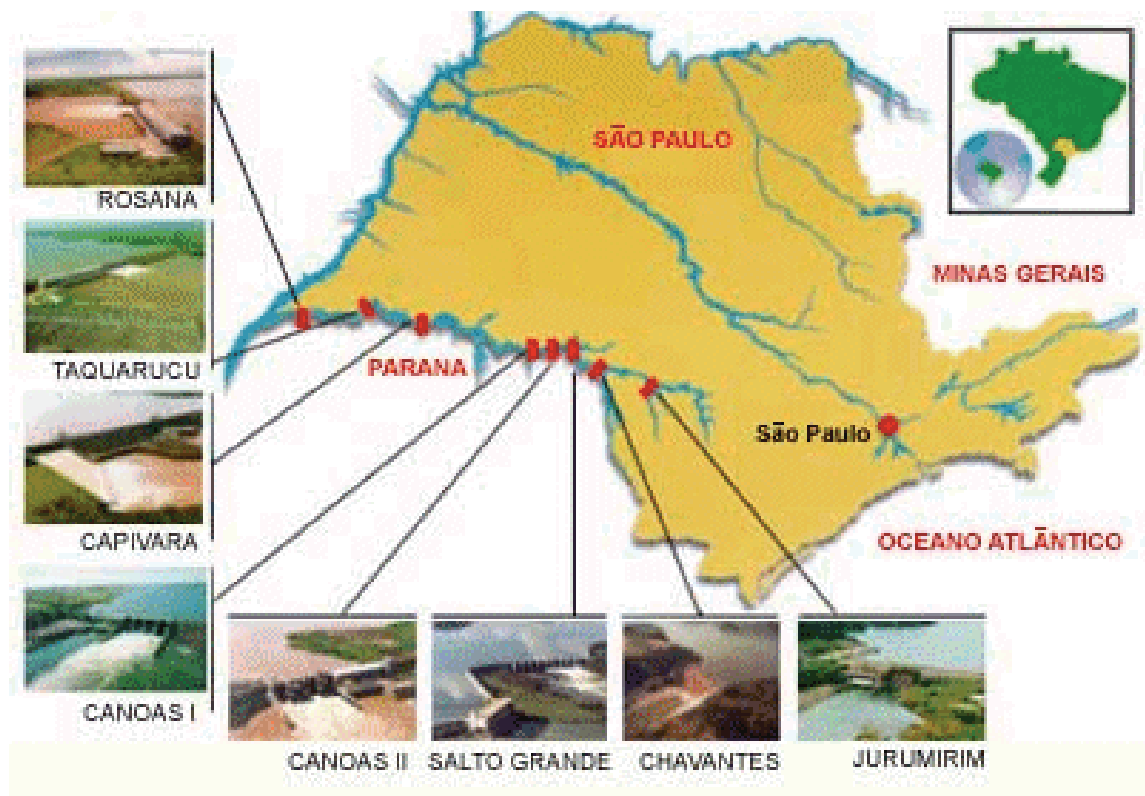 SÃO PAULO
ROSANA
MINAS GERAIS
TAQUARUCU
PARANA
São Paulo
CAPIVARA
OCEANO ATLÂNTICO
CANOAS I
CANOAS II
SALTO GRANDE
CHAVANTES
JURUMIRIM